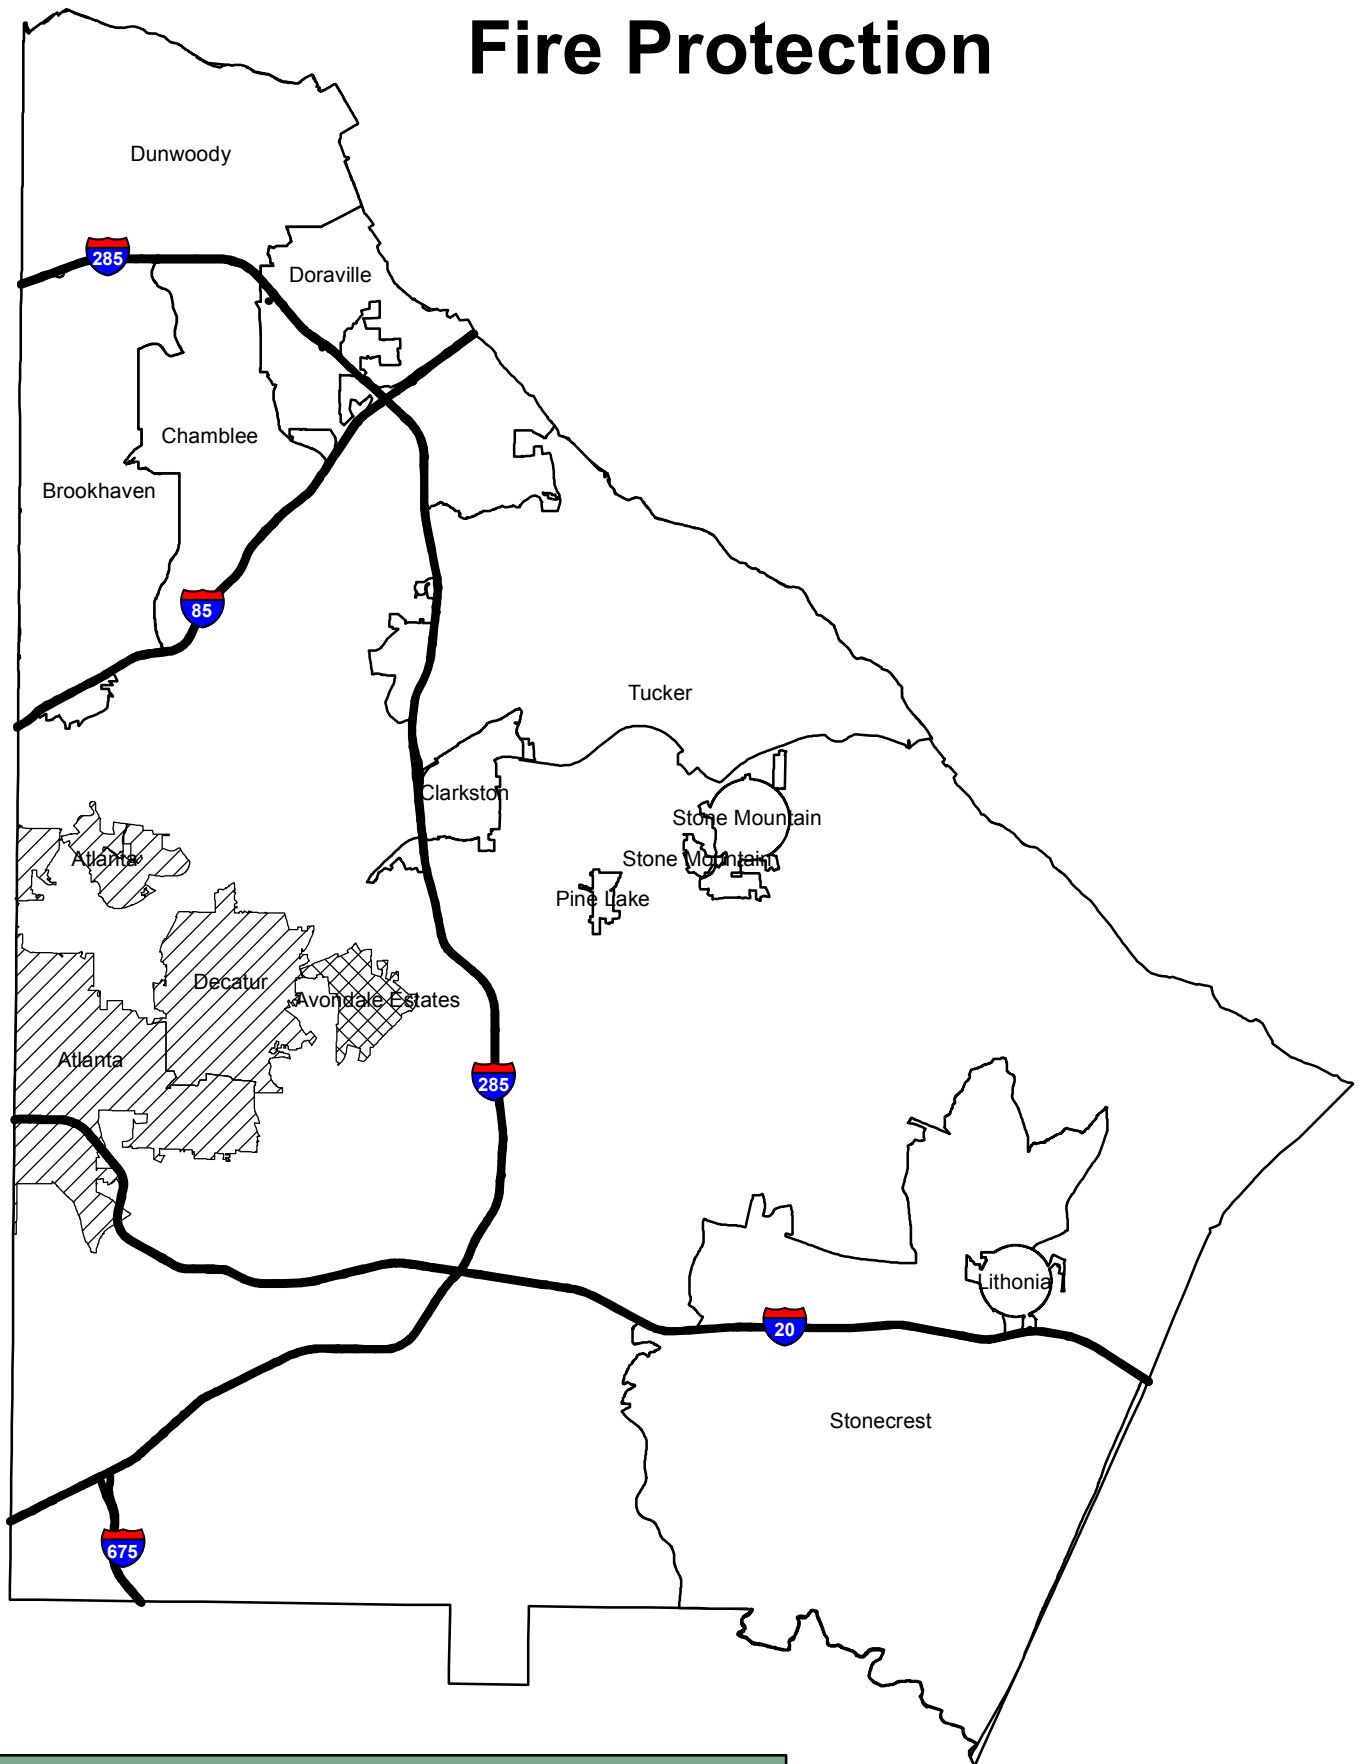 Fire Protection
Dunwoody
285
Doraville
Chamble
Brookhaven
85
Tucker
Clarkston
Stone Mountain
Stone Mountain
Atlanta
Pine Lake
Decatur
Avondale Estates
Atlanta
285
Lithonia
20
Stonecrest
675